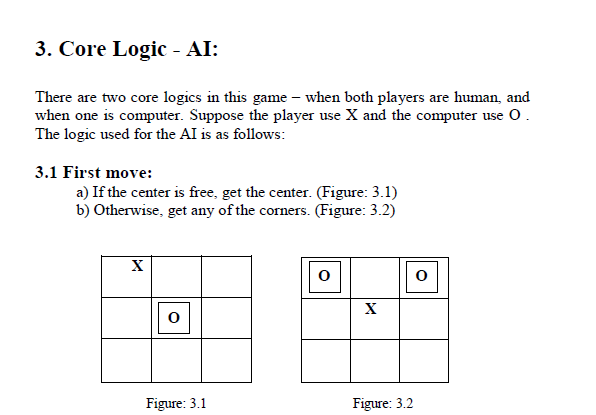 3. Core Logic - AI:
There are two core logics in this game – when both players are human, and
when one is computer. Suppose the player use X and the computer use O .
The logic used for the AI is as follows:
3.1 First move:
a) If the center is free, get the center. (Figure: 3.1)
b) Otherwise, get any of the corners. (Figure: 3.2)
X
O
O O
X
Figure: 3.1
Figure: 3.2